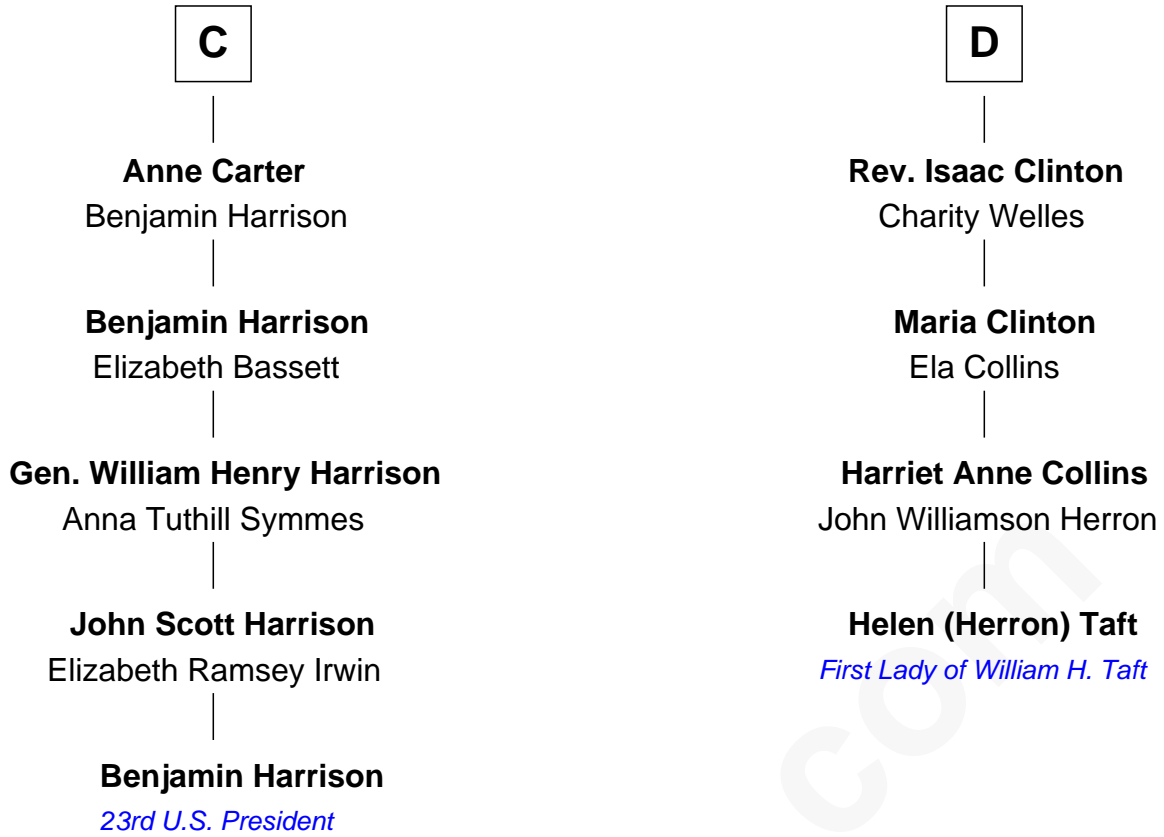 C
Anne Carter
Benjamin Harrison
Benjamin Harrison
Elizabeth Bassett
Gen. William Henry Harrison
Anna Tuthill Symmes
John Scott Harrison
Elizabeth Ramsey Irwin
Benjamin Harrison
23rd U.S. President
D
Rev. Isaac Clinton
Charity Welles
Maria Clinton
Ela Collins
Harriet Anne Collins
John Williamson Herron
Helen (Herron) Taft
First Lady of William H. Taft
com